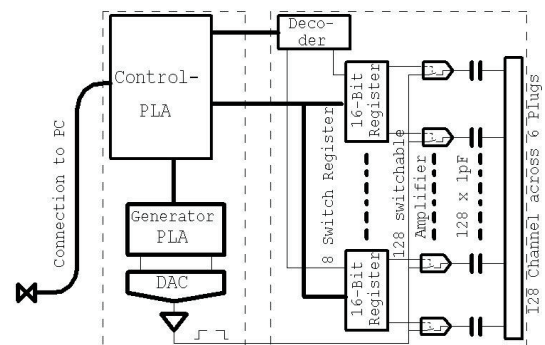 Deco-
der
Control-
PLA
Connection to PC
Generator
PLA
DAC
8 Switch Register
16-Bit
Register
16-Bit
Register
128 switchable
Amplifier
128 x 1pF
128 Channel across 6 Plugs